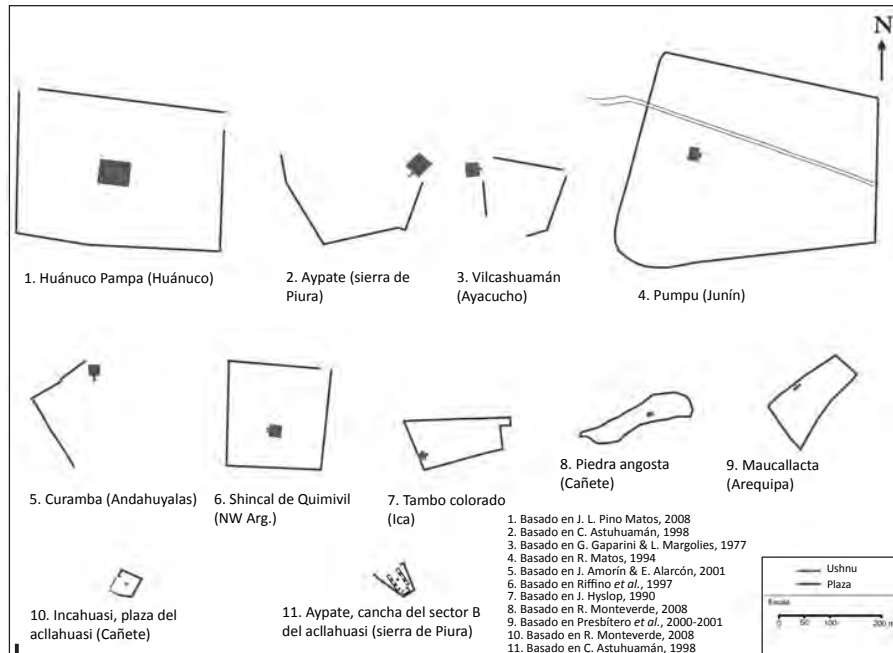 N
1. Huánuco Pampa (Huánuco)
2. Aypate (sierra de
Piura)
3. Vilcashuamán
(Ayacucho)
4. Pumpu (Junín)
5. Curamba (Andahuyalas)
6. Shincal de Quimivil
(NW Arg.)
7. Tambo colorado
(Ica)
8. Piedra angosta
(Cañete)
9. Maucallacta
(Arequipa)
10. Incahuasi, plaza del
acllahuasi (Cañete)
11. Aypate, cancha del sector B
del acllahuasi (sierra de Piura)
1. Basado en J. L. Pino Matos, 2008
2. Basado en C. Astuhuamán, 1998
3. Basado en G. Gaparini & L. Margolies, 1977
4. Basado en R. Matos, 1994
5. Basado en J. Amorín & E. Alarcón, 2001
6. Basado en Riffino et al., 1997
7. Basado en J. Hyslop, 1990
8. Basado en R. Monteverde, 2008
9. Basado en Presbítero et al., 2000-2001
10. Basado en R. Monteverde, 2008
11. Basado en C. Astuhuamán, 1998
Ushnu
Plaza
Escala
0 50 100 200 m